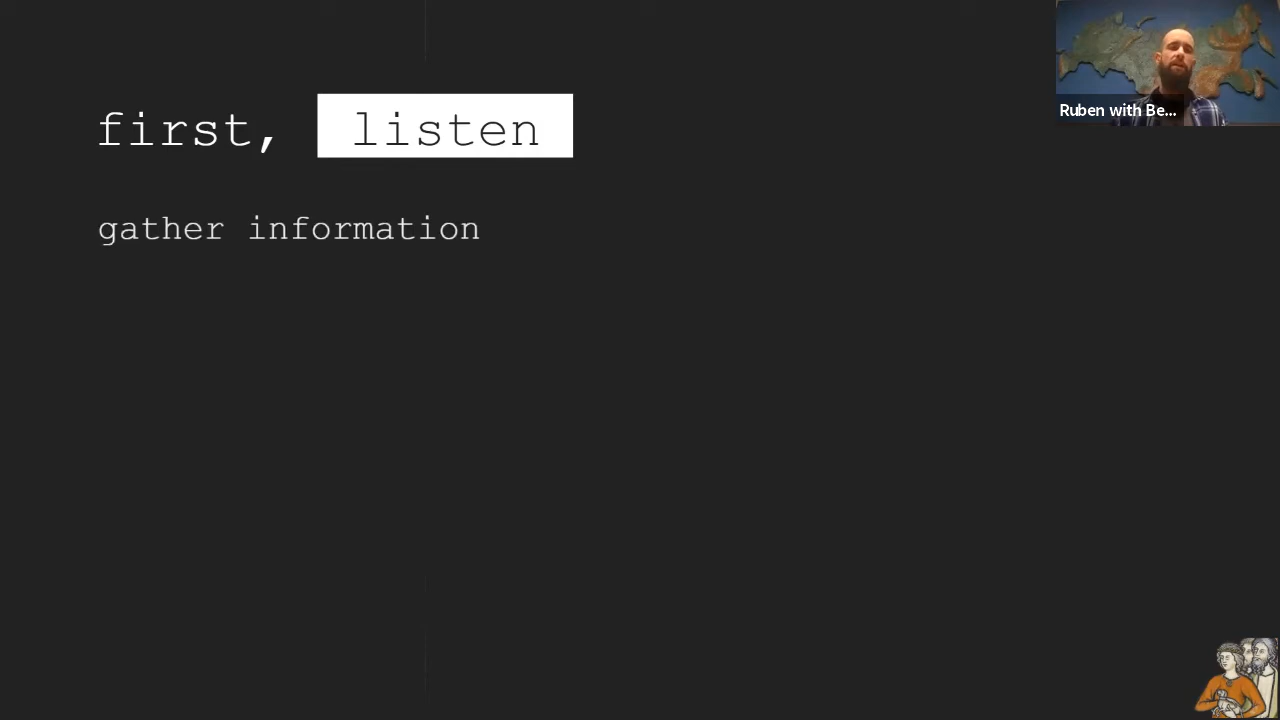 first, listen
gather information
Ruben with Be...